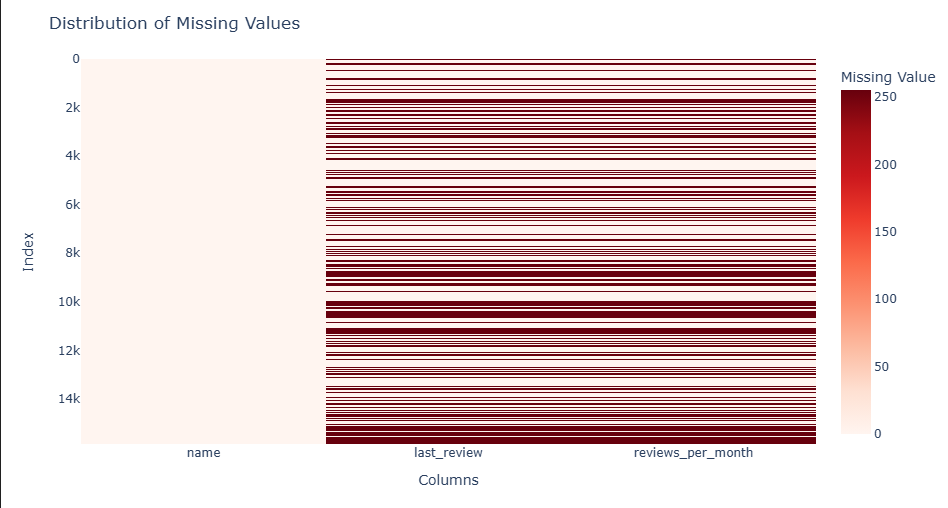 Distribution of Missing Values
Missing Value
0
2k
4k
6k
8k
10k
12k
14k
Index
name
last_review
reviews_per_month
Columns
250
200
150
100
50
0